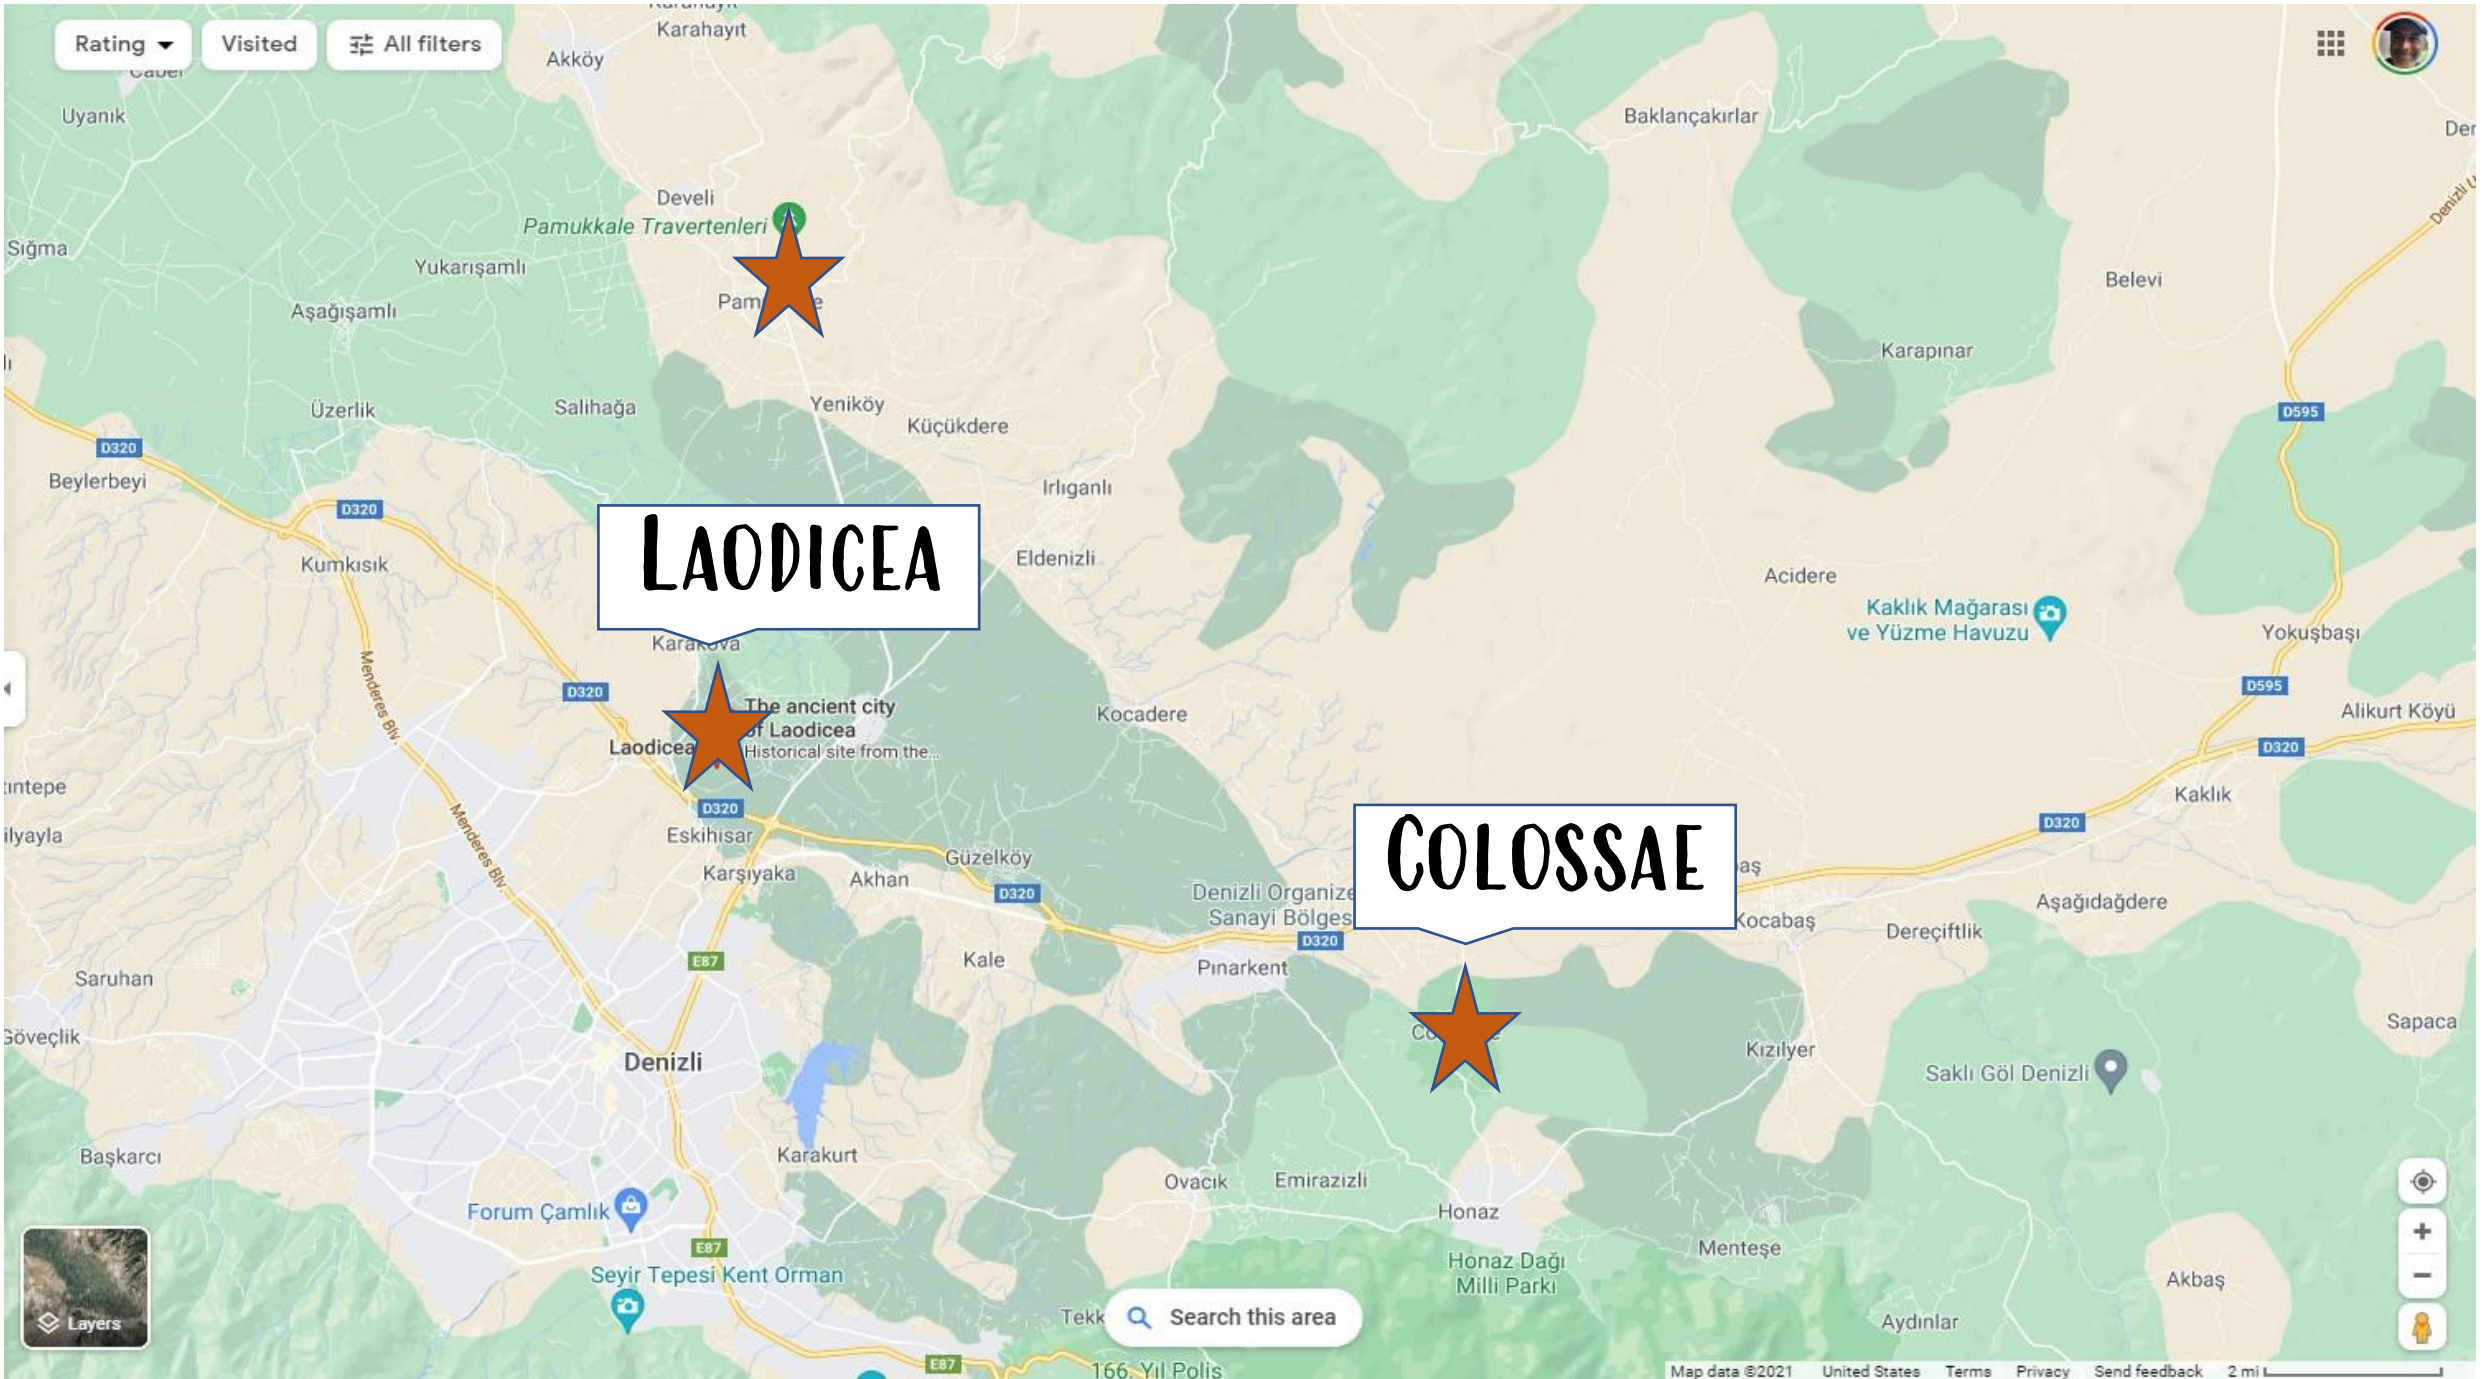 Karahayıt
Rating
Visited
All filters
Akköy
Uyanık
Baklançakırlar
Develi
Pamukkale Travertenleri
Denizli
Sığma
Yukarışamlı
Belevi
Aşağışamlı
Karapınar
Üzerlik
Salihağa
Yeniköy
Küçükdere
D595
D320
Beylerbeyi
Irlıganlı
D320
LAODICEA
Kumkısık
Eldenizli
Acıdere
Kaklık Mağarası
ve Yüzme Havuzu
Yokuşbaşı
Karakova
Menderes Blv.
D320
D595
The ancient city
of Laodicea
Historical site from the...
Laodicea
Kocadere
Alikurt Köyü
D320
Kaklık
D320
D320
Eskihisar
Menderes Blv.
COLOSSAE
Güzelköy
Karşıyaka
Akhan
D320
Denizli Organize
Sanayi Bölges
D320
Kocabaş
Aşağıdağdere
Dereçiftlik
E87
Kale
Pınarkent
Saruhan
Göveçlik
Sapaca
Denizli
Kızılyer
Saklı Göl Denizli
Başkarcı
Karakurt
Ovacık
Emirazizli
Forum Çamlık
Honaz
E87
Menteşe
Honaz Dağı
Milli Parkı
Seyir Tepesi Kent Orman
Akbaş
Layers
Search this area
Aydınlar
E87
166. Yıl Polis
Map data ©2021 United States Terms Privacy Send feedback 2 mi